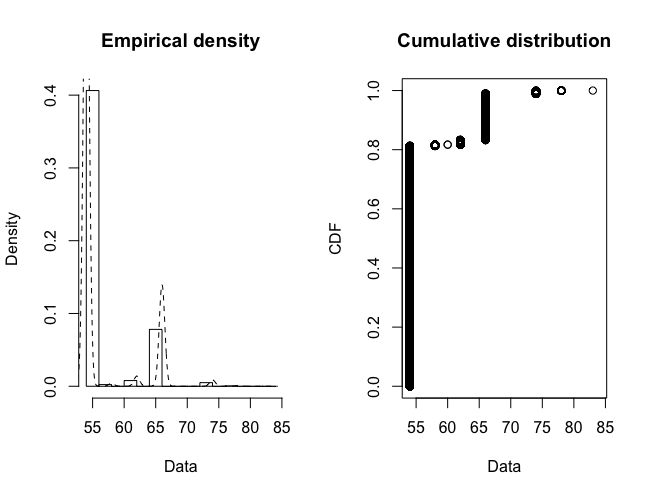 Empirical density
Density
0.0
0.1
0.2
0.3
0.4
55 60 65 70 75 80 85
Data
Cumulative distribution
CDF
0.0
0.2
0.4
0.6
0.8
1.0
55 60 65 70 75 80 85
Data